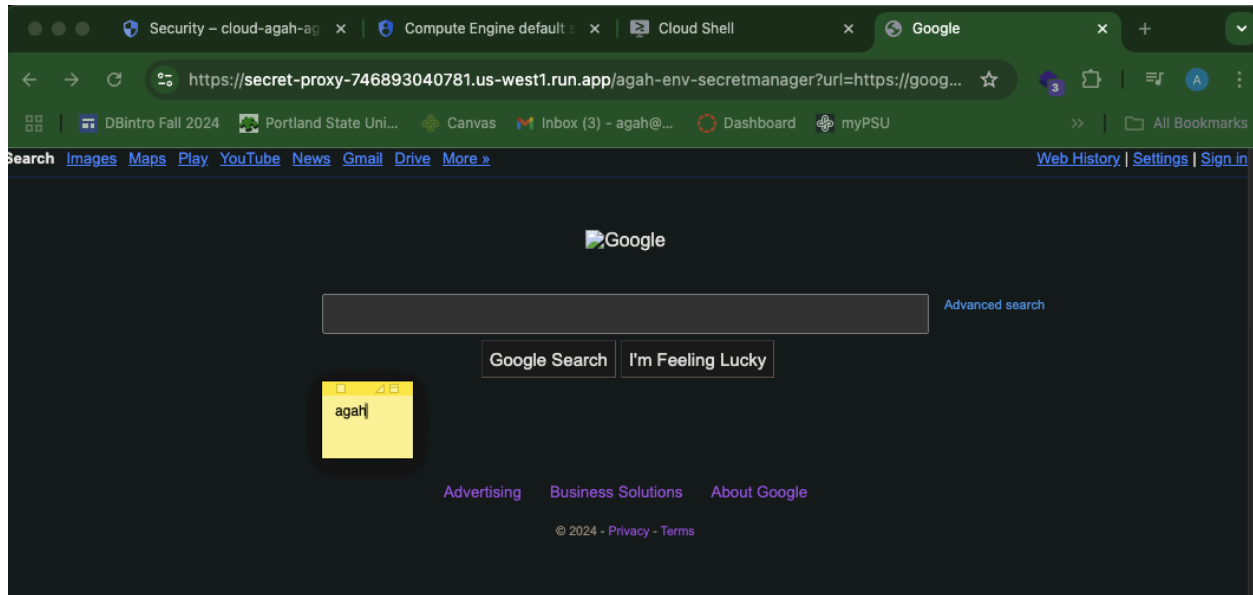 Security – cloud-agah-ag Compute Engine default s Cloud Shell Google
https://secret-proxy-746893040781.us-west1.run.app/agah-env-secretmanager?url=https://goog... 3 A
DBintro Fall 2024 Portland State Uni... Canvas Inbox (3) - agah@... Dashboard myPSU >> All Bookmarks
Search Images Maps Play YouTube News Gmail Drive More » Web History | Settings | Sign in
Google
Advanced search
Google Search I'm Feeling Lucky
agah
Advertising Business Solutions About Google
© 2024 - Privacy - Terms